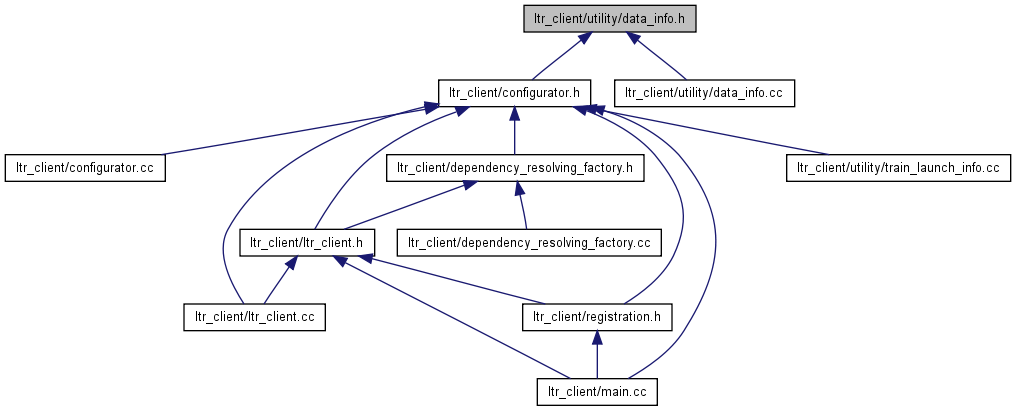 ltr_client/utility/data_info.h
ltr_client/configurator.h
ltr_client/utility/data_info.cc
ltr_client/configurator.cc
ltr_client/dependency_resolving_factory.h
ltr_client/utility/train_launch_info.cc
ltr_client/ltr_client.h
ltr_client/dependency_resolving_factory.cc
ltr_client/ltr_client.cc
ltr_client/registration.h
ltr_client/main.cc